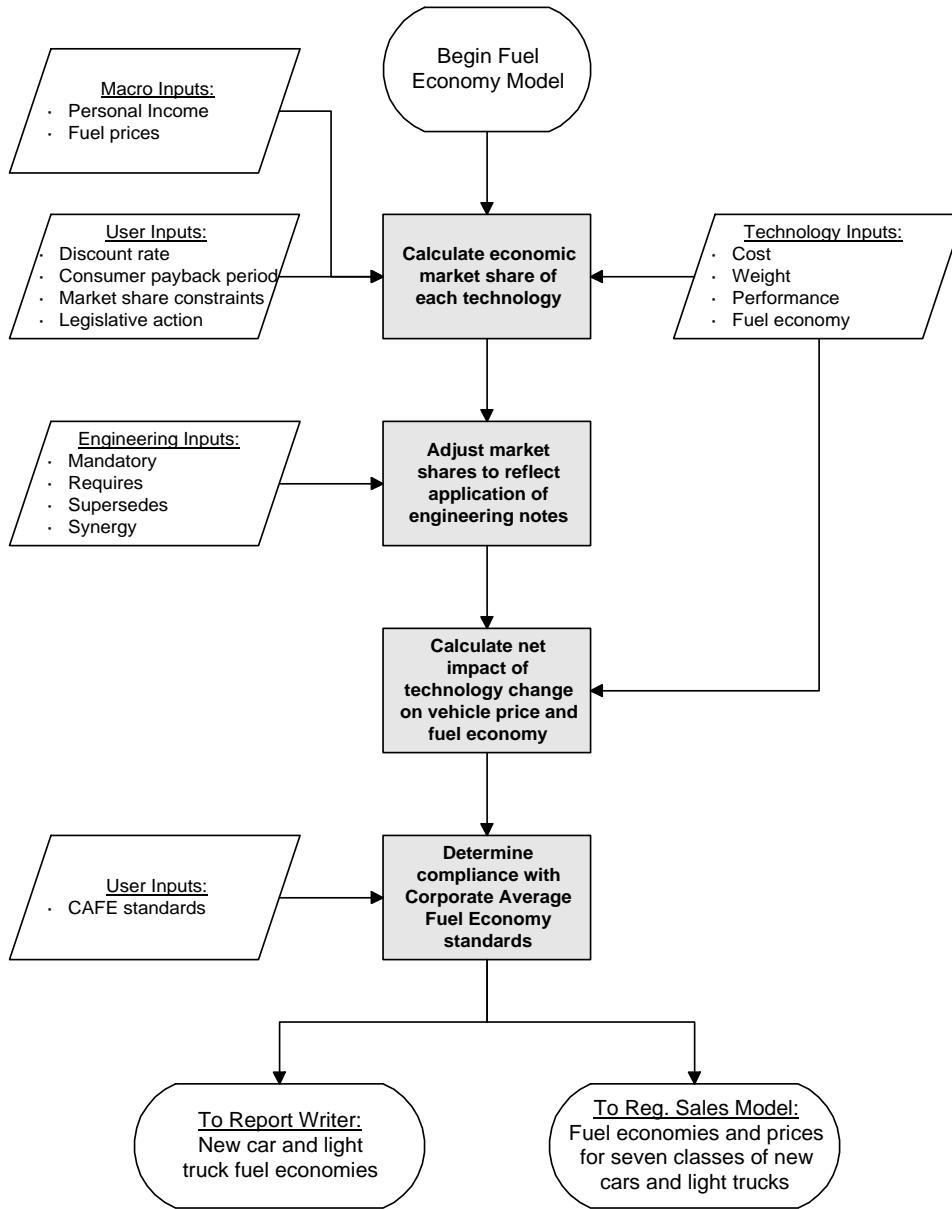 Begin Fuel
Economy Model
Macro Inputs:
· Personal Income
· Fuel prices
User Inputs:
· Discount rate
· Consumer payback period
· Market share constraints
· Legislative action
Calculate economic
market share of
each technology
Technology Inputs:
· Cost
· Weight
· Performance
· Fuel economy
Engineering Inputs:
· Mandatory
· Requires
· Supersedes
· Synergy
Adjust market
shares to reflect
application of
engineering notes
Calculate net
impact of
technology change
on vehicle price and
fuel economy
User Inputs:
· CAFE standards
Determine
compliance with
Corporate Average
Fuel Economy
standards
To Report Writer:
New car and light
truck fuel economies
To Reg. Sales Model:
Fuel economies and prices
for seven classes of new
cars and light trucks